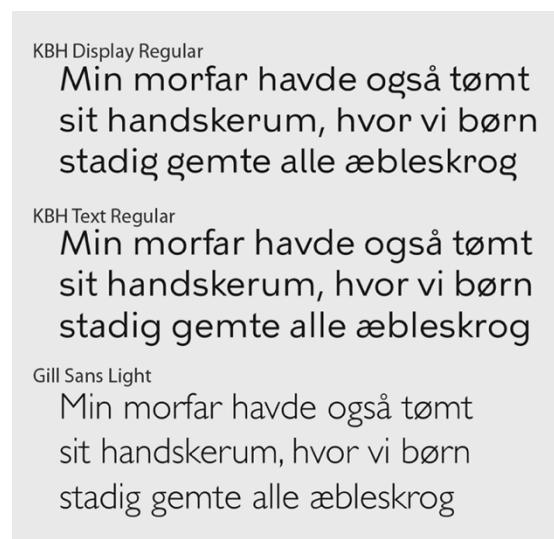 KBH Display Regular
Min morfar havde også tømt
sit handskerum, hvor vi børn
stadig gemte alle æbleskrog
KBH Text Regular
Min morfar havde også tømt
sit handskerum, hvor vi børn
stadig gemte alle æbleskrog
Gill Sans Light
Min morfar havde også tømt
sit handskerum, hvor vi børn
stadig gemte alle æbleskrog